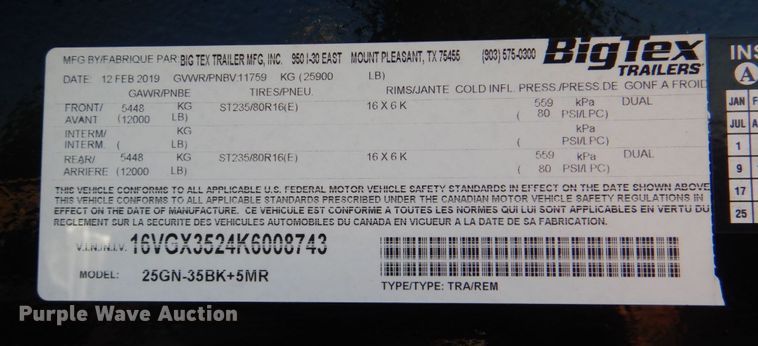 MFG BY/FABRIQUE PAR: BIG TEX TRAILER MFG, INC. 950 I-30 EAST MOUNT PLEASANT, TX 75455 (903) 575-0300
BigTex
TRAILERS
DATE: 12 FEB 2019 GVWR/PNBV 11759 KG (25900 LB)
GAWR/PNBE TIRES/PNEU. RIMS/JANTE COLD INFL. PRESS./PRESS DE GONF A FROID
FRONT/ 5448 KG ST235/80R16(E) 16 X 6 K 559 kPa DUAL
AVANT (12000 LB) ( 80 PSI/LPC)
INTERM/ KG kPa
INTERM. ( LB) ( PSI/LPC)
REAR/ 5448 KG ST235/80R16(E) 16 X 6 K 559 kPa DUAL
ARRIERE (12000 LB) ( 80 PSI/LPC)
THIS VEHICLE CONFORMS TO ALL APPLICABLE U.S. FEDERAL MOTOR VEHICLE SAFETY STANDARDS IN EFFECT ON THE DATE SHOWN ABOVE
THIS VEHICLE CONFORMS TO ALL APPLICABLE STANDARDS PRESCRIBED UNDER THE CANADIAN MOTOR VEHICLE SAFETY REGULATIONS IN
EFFECT ON THE DATE OF MANUFACTURE. CE VEHICULE EST CONFORME A TOUTES LES NORMES QUI LUI SONT APPLICABLES EN VERTU DU
REGLEMENT SUR LA SECURITE DES VEHICULES AUTOMOBILES DU CANADA EN VIGUEUR A LA DATE DE SA FABRICATION.
V.I.N./N.I.V. 16VGX3524K6008743
MODEL: 25GN-35BK+5MR
TYPE/TYPE: TRA/REM
INS
A
JAN F
JUL A
1
9
17
25
Purple Wave Auction